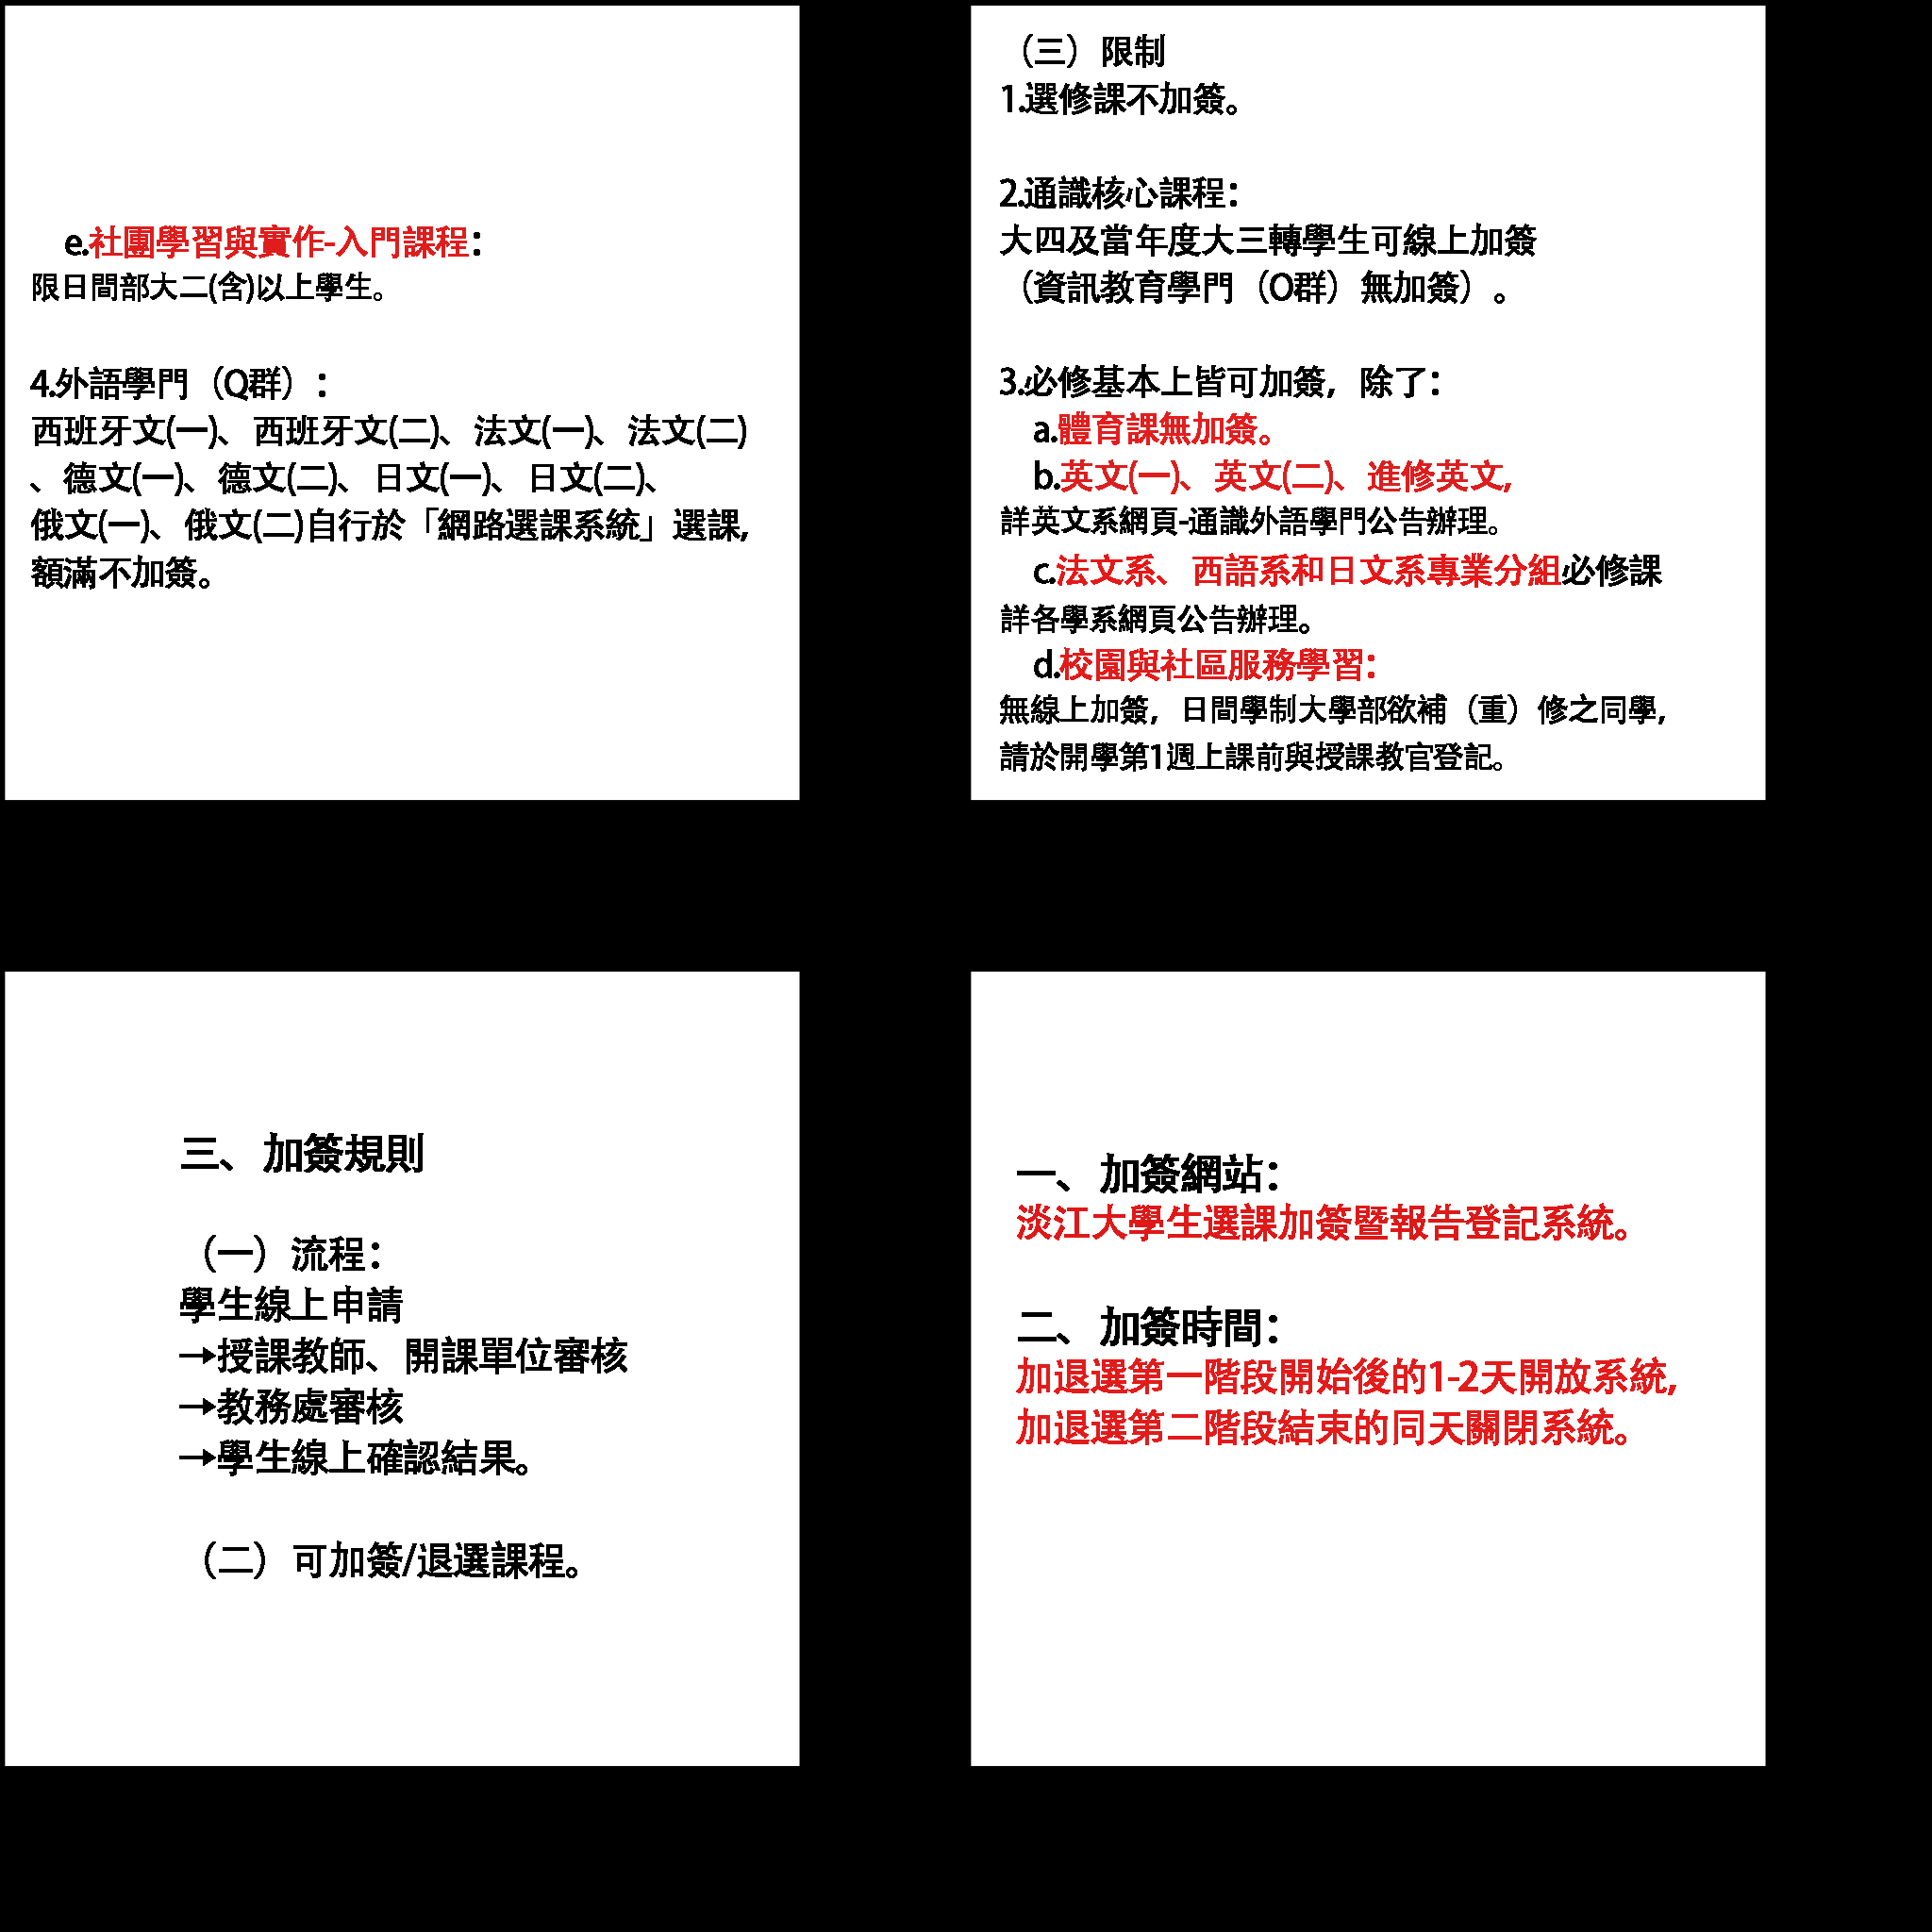 e.社團學習與實作-入門課程：
限日間部大二(含)以上學生。
4.外語學門（Q群）：
西班牙文(一)、西班牙文(二)、法文(一)、法文(二)
、德文(一)、德文(二)、日文(一)、日文(二)、
俄文(一)、俄文(二)自行於「網路選課系統」選課，
額滿不加簽。
（三）限制
1.選修課不加簽。
2.通識核心課程：
大四及當年度大三轉學生可線上加簽
（資訊教育學門（O群）無加簽）。
3.必修基本上皆可加簽，除了：
a.體育課無加簽。
b.英文(一)、英文(二)、進修英文，
詳英文系網頁-通識外語學門公告辦理。
c.法文系、西語系和日文系專業分組必修課
詳各學系網頁公告辦理。
d.校園與社區服務學習：
無線上加簽，日間學制大學部欲補（重）修之同學，
請於開學第1週上課前與授課教官登記。
三、加簽規則
（一）流程：
學生線上申請
→授課教師、開課單位審核
→教務處審核
→學生線上確認結果。
（二）可加簽/退選課程。
一、加簽網站：
淡江大學生選課加簽暨報告登記系統。
二、加簽時間：
加退選第一階段開始後的1-2天開放系統，
加退選第二階段結束的同天關閉系統。